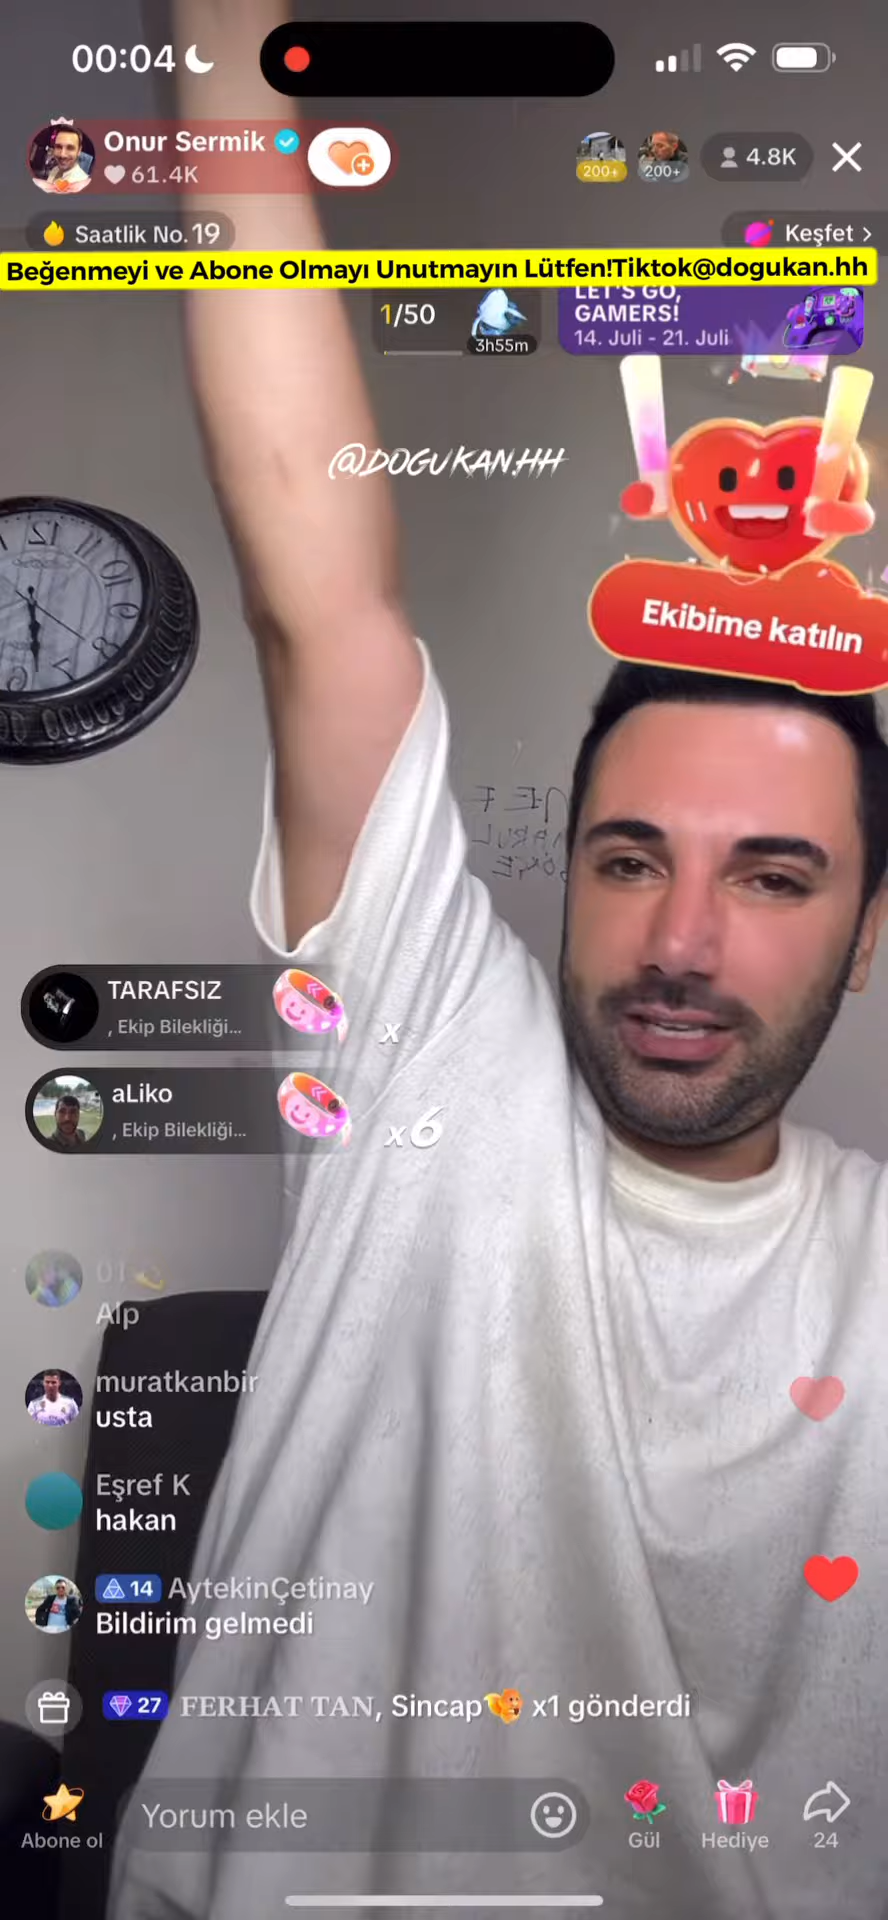 00:04
Onur Sermik
61.4K
200+
200+
4.8K
Saatlik No.19
Keşfet >
Beğenmeyi ve Abone Olmayı Unutmayın Lütfen!Tiktok@dogukan.hh
1/50
3h55m
LET'S GO,
GAMERS!
14. Juli - 21. Juli
@DOGUKAN.HH
Ekibime katılın
TARAFSIZ
, Ekip Bilekliği...
x
aLiko
, Ekip Bilekliği...
x6
01
Alp
muratkanbir
usta
Eşref K
hakan
14 AytekinÇetinay
Bildirim gelmedi
27 FERHAT TAN, Sincap x1 gönderdi
Abone ol
Yorum ekle
Gül
Hediye
24